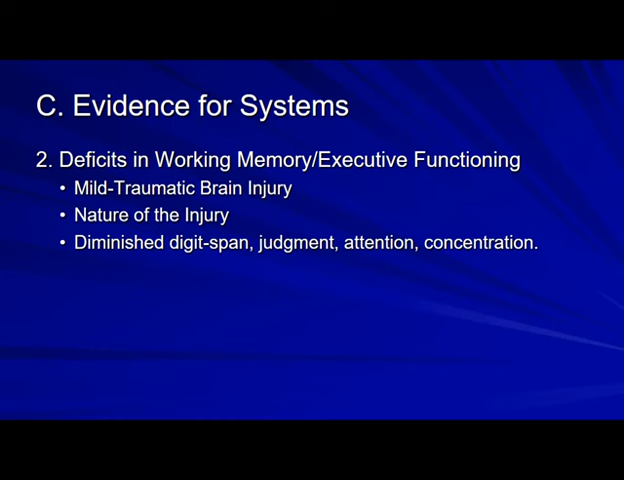 C. Evidence for Systems
2. Deficits in Working Memory/Executive Functioning
• Mild-Traumatic Brain Injury
• Nature of the Injury
• Diminished digit-span, judgment, attention, concentration.